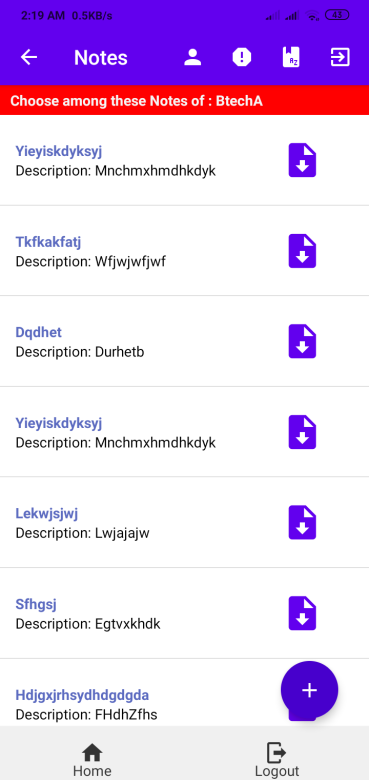 2:19 AM 0.5KB/s
43
Notes
Choose among these Notes of : BtechA
Yieyiskdyksyj
Description: Mnchmxhmdhkdyk
Tkfkakfatj
Description: Wfjwjwfjwf
Dqdhet
Description: Durhetb
Yieyiskdyksyj
Description: Mnchmxhmdhkdyk
Lekwjsjwj
Description: Lwjajajw
Sfhgsj
Description: Egtvxkhdk
Hdjgxjrhsydhdgdgda
Description: FHdhZfhs
Home
Logout